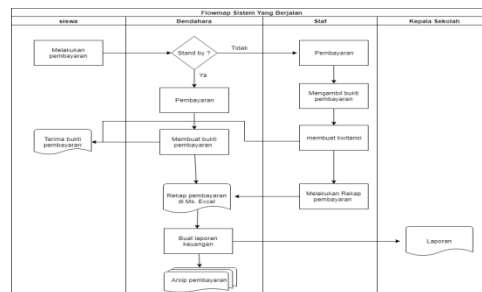 Flowmap Sistem Yang Berjalan
siswa
Bendahara
Staf
Kepala Sekolah
Melakukan
pembayaran
Stand by ?
Tidak
Pembayaran
Ya
Pembayaran
Mengambil bukti
pembayaran
Terima bukti
pembayaran
Membuat bukti
pembayaran
membuat kwitansi
Rekap pembayaran
di Ms. Excel
Melakukan Rekap
pembayaran
Buat laporan
keuangan
Laporan
Arsip pembayaran